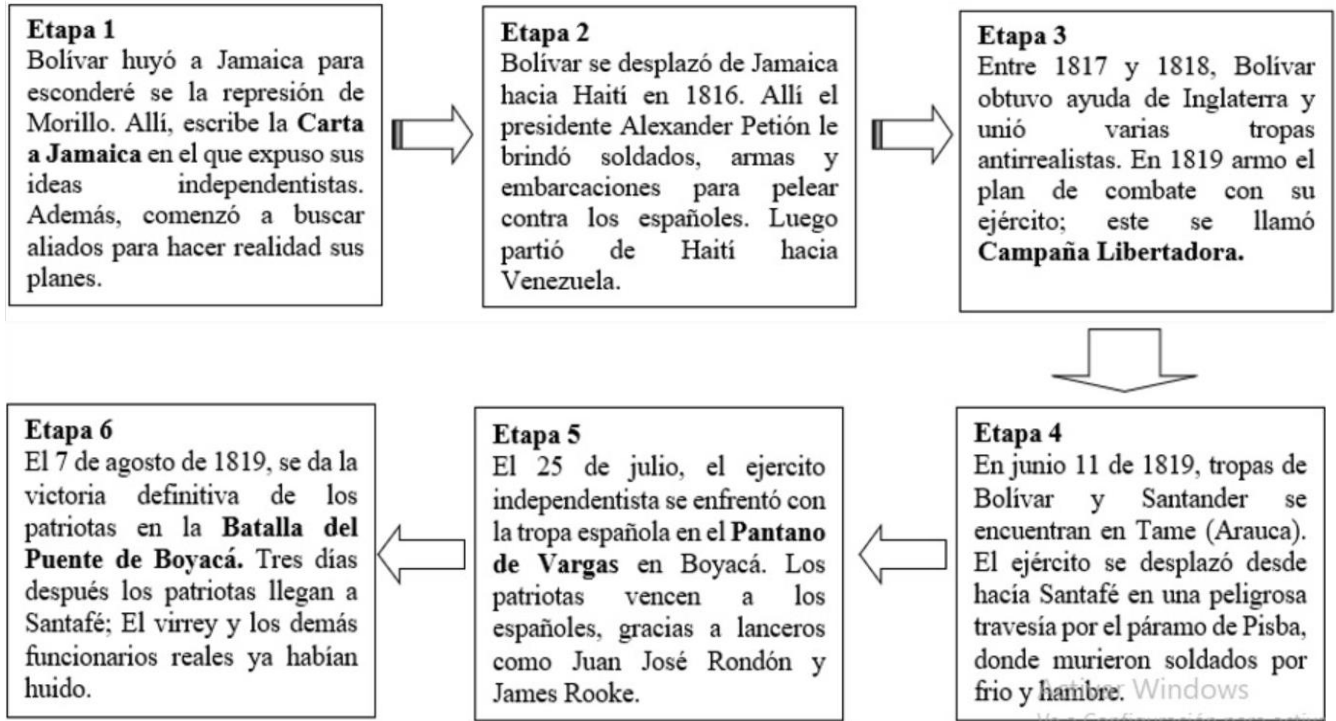 Etapa 1
Bolívar huyó a Jamaica para
esconderé se la represión de
Morillo. Allí, escribe la Carta
a Jamaica en el que expuso sus
ideas independentistas.
Además, comenzó a buscar
aliados para hacer realidad sus
planes.
Etapa 2
Bolívar se desplazó de Jamaica
hacia Haití en 1816. Allí el
presidente Alexander Petión le
brindó soldados, armas y
embarcaciones para pelear
contra los españoles. Luego
partió de Haití hacia
Venezuela.
Etapa 3
Entre 1817 y 1818, Bolívar
obtuvo ayuda de Inglaterra y
unió varias tropas
antirrealistas. En 1819 armo el
plan de combate con su
ejército; este se llamó
Campaña Libertadora.
Etapa 4
En junio 11 de 1819, tropas de
Bolívar y Santander se
encuentran en Tame (Arauca).
El ejército se desplazó desde
hacía Santafé en una peligrosa
travesía por el páramo de Pisba,
donde murieron soldados por
frio y hambre.
Etapa 5
El 25 de julio, el ejercito
independentista se enfrentó con
la tropa española en el Pantano
de Vargas en Boyacá. Los
patriotas vencen a los
españoles, gracias a lanceros
como Juan José Rondón y
James Rooke.
Etapa 6
El 7 de agosto de 1819, se da la
victoria definitiva de los
patriotas en la Batalla del
Puente de Boyacá. Tres días
después los patriotas llegan a
Santafé; El virrey y los demás
funcionarios reales ya habían
huido.
Activar Windows